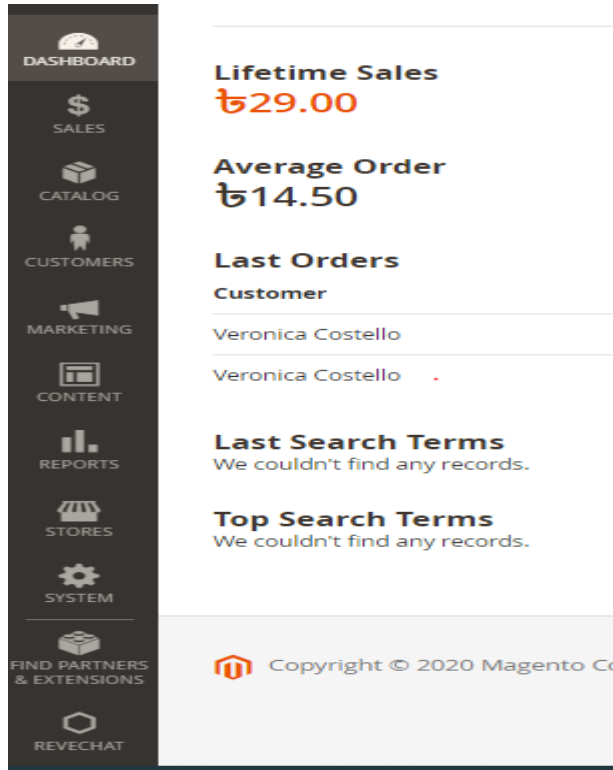 DASHBOARD
SALES
CATALOG
CUSTOMERS
MARKETING
CONTENT
REPORTS
STORES
SYSTEM
FIND PARTNERS
& EXTENSIONS
REVECHAT
Lifetime Sales
৳29.00
Average Order
৳14.50
Last Orders
Customer
Veronica Costello
Veronica Costello
Last Search Terms
We couldn't find any records.
Top Search Terms
We couldn't find any records.
Copyright © 2020 Magento